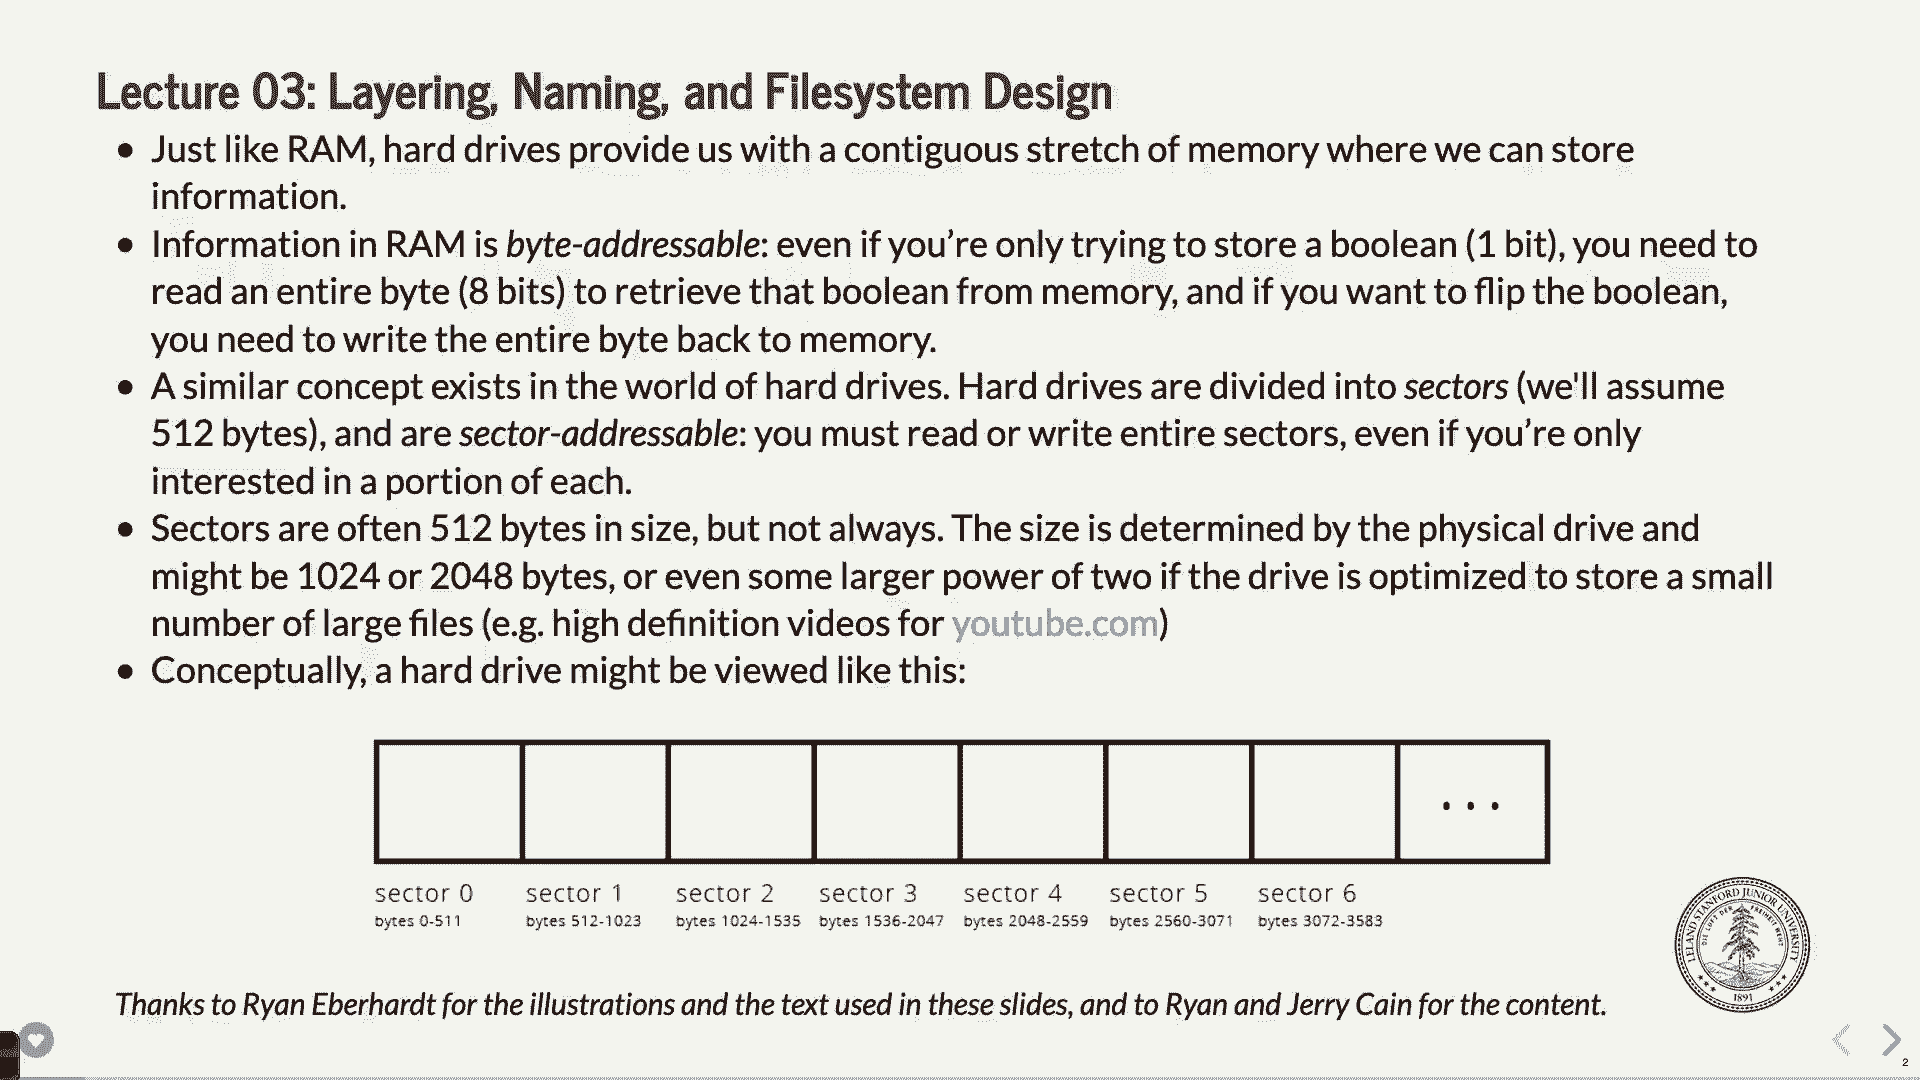 Lecture 03: Layering, Naming, and Filesystem Design
• Just like RAM, hard drives provide us with a contiguous stretch of memory where we can store
information.
• Information in RAM is byte-addressable: even if you’re only trying to store a boolean (1 bit), you need to
read an entire byte (8 bits) to retrieve that boolean from memory, and if you want to flip the boolean,
you need to write the entire byte back to memory.
• A similar concept exists in the world of hard drives. Hard drives are divided into sectors (we'll assume
512 bytes), and are sector-addressable: you must read or write entire sectors, even if you’re only
interested in a portion of each.
• Sectors are often 512 bytes in size, but not always. The size is determined by the physical drive and
might be 1024 or 2048 bytes, or even some larger power of two if the drive is optimized to store a small
number of large files (e.g. high definition videos for youtube.com)
• Conceptually, a hard drive might be viewed like this:
. . .
sector 0 sector 1 sector 2 sector 3 sector 4 sector 5 sector 6
bytes 0-511 bytes 512-1023 bytes 1024-1535 bytes 1536-2047 bytes 2048-2559 bytes 2560-3071 bytes 3072-3583
LELAND STANFORD JUNIOR UNIVERSITY
DIE LUFT DER FREIHEIT WEHT
1891
Thanks to Ryan Eberhardt for the illustrations and the text used in these slides, and to Ryan and Jerry Cain for the content.
2